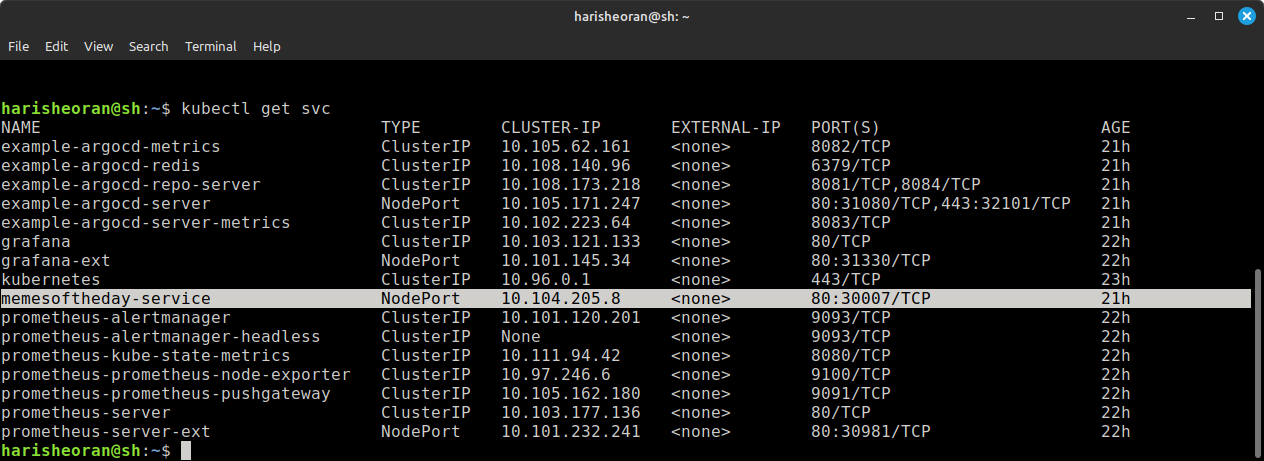 harisheoran@sh: ~
File Edit View Search Terminal Help
harisheoran@sh:~$ kubectl get svc
NAME TYPE CLUSTER-IP EXTERNAL-IP PORT(S) AGE
example-argocd-metrics ClusterIP 10.105.62.161 <none> 8082/TCP 21h
example-argocd-redis ClusterIP 10.108.140.96 <none> 6379/TCP 21h
example-argocd-repo-server ClusterIP 10.108.173.218 <none> 8081/TCP,8084/TCP 21h
example-argocd-server NodePort 10.105.171.247 <none> 80:31080/TCP,443:32101/TCP 21h
example-argocd-server-metrics ClusterIP 10.102.223.64 <none> 8083/TCP 21h
grafana ClusterIP 10.103.121.133 <none> 80/TCP 22h
grafana-ext NodePort 10.101.145.34 <none> 80:31330/TCP 22h
kubernetes ClusterIP 10.96.0.1 <none> 443/TCP 23h
memesoftheday-service NodePort 10.104.205.8 <none> 80:30007/TCP 21h
prometheus-alertmanager ClusterIP 10.101.120.201 <none> 9093/TCP 22h
prometheus-alertmanager-headless ClusterIP None <none> 9093/TCP 22h
prometheus-kube-state-metrics ClusterIP 10.111.94.42 <none> 8080/TCP 22h
prometheus-prometheus-node-exporter ClusterIP 10.97.246.6 <none> 9100/TCP 22h
prometheus-prometheus-pushgateway ClusterIP 10.105.162.180 <none> 9091/TCP 22h
prometheus-server ClusterIP 10.103.177.136 <none> 80/TCP 22h
prometheus-server-ext NodePort 10.101.232.241 <none> 80:30981/TCP 22h
harisheoran@sh:~$